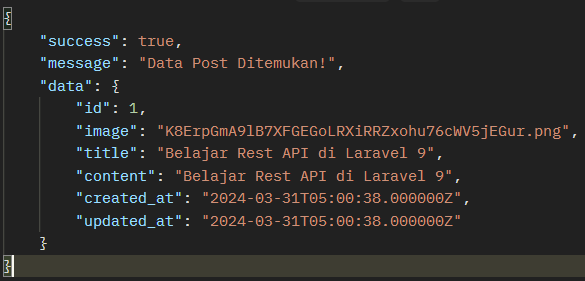 {
"success": true,
"message": "Data Post Ditemukan!",
"data": {
"id": 1,
"image": "K8ErpGmA9lB7XFGEGoLRXiRRZxohu76cWV5jEGur.png",
"title": "Belajar Rest API di Laravel 9",
"content": "Belajar Rest API di Laravel 9",
"created_at": "2024-03-31T05:00:38.000000Z",
"updated_at": "2024-03-31T05:00:38.000000Z"
}
}